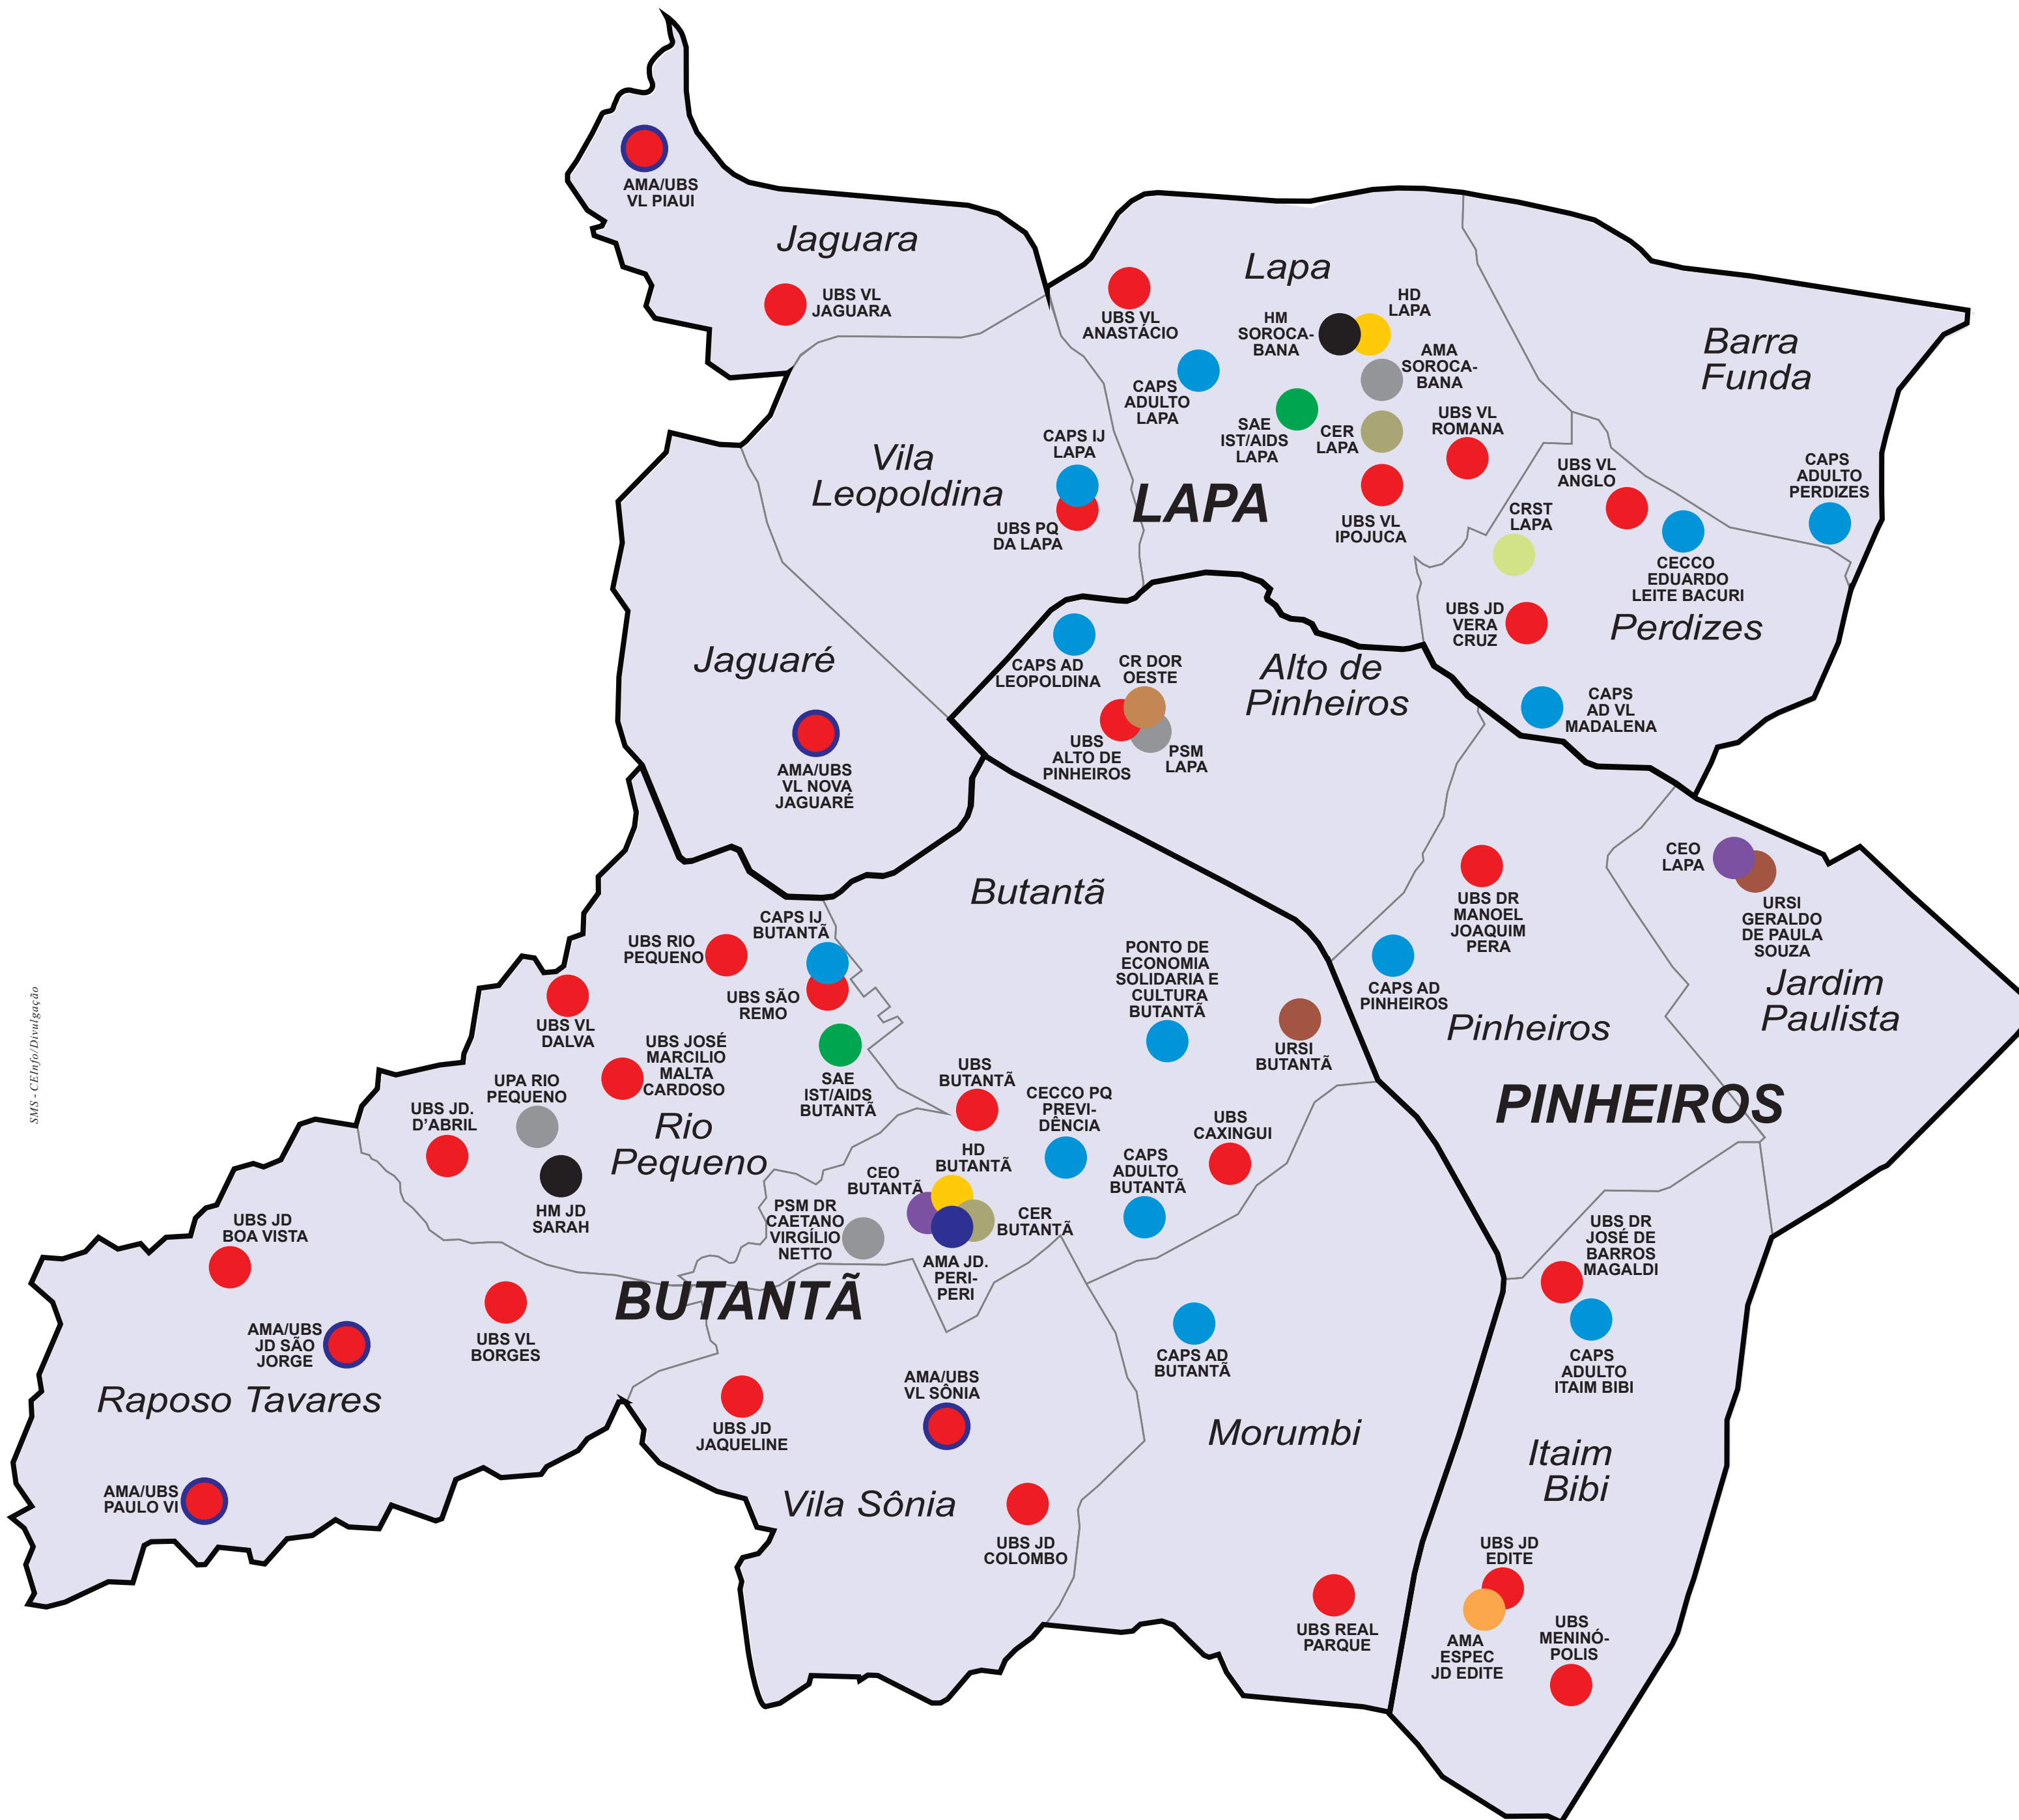 AMA/UBS
VL PIAUI
Jaguara
UBS VL
JAGUARA
Lapa
UBS VL
ANASTÁCIO
HM
SOROCA-
BANA
HD
LAPA
AMA
SOROCA-
BANA
CAPS
ADULTO
LAPA
SAE
IST/AIDS
LAPA
CER
LAPA
UBS VL
ROMANA
UBS VL
IPOJUCA
LAPA
Barra
Funda
CAPS
ADULTO
PERDIZES
Vila
Leopoldina
CAPS IJ
LAPA
UBS PQ
DA LAPA
UBS VL
ANGLO
CRST
LAPA
CECCO
EDUARDO
LEITE BACURI
UBS JD
VERA
CRUZ
Perdizes
CAPS
AD VL
MADALENA
Jaguaré
AMA/UBS
VL NOVA
JAGUARÉ
CAPS AD
LEOPOLDINA
CR DOR
OESTE
UBS
ALTO DE
PINHEIROS
PSM
LAPA
Alto de
Pinheiros
CEO
LAPA
URSI
GERALDO
DE PAULA
SOUZA
Jardim
Paulista
UBS DR
MANOEL
JOAQUIM
PERA
CAPS AD
PINHEIROS
Pinheiros
PINHEIROS
Butantã
PONTO DE
ECONOMIA
SOLIDARIA E
CULTURA
BUTANTÃ
URSI
BUTANTÃ
CAPS IJ
BUTANTÃ
UBS RIO
PEQUENO
UBS SÃO
REMO
UBS VL
DALVA
UBS JOSÉ
MARCILIO
MALTA
CARDOSO
SAE
IST/AIDS
BUTANTÃ
UPA RIO
PEQUENO
UBS JD.
D’ABRIL
Rio
Pequeno
HM JD
SARAH
UBS
BUTANTÃ
CECCO PQ
PREVI-
DÊNCIA
UBS
CAXINGUI
CAPS
ADULTO
BUTANTÃ
HD
BUTANTÃ
CEO
BUTANTÃ
CER
BUTANTÃ
PSM DR
CAETANO
VIRGÍLIO
NETTO
AMA JD.
PERI-
PERI
BUTANTÃ
UBS JD
BOA VISTA
AMA/UBS
JD SÃO
JORGE
UBS VL
BORGES
Raposo Tavares
AMA/UBS
PAULO VI
UBS JD
JAQUELINE
AMA/UBS
VL SÔNIA
Vila Sônia
UBS JD
COLOMBO
CAPS AD
BUTANTÃ
Morumbi
UBS REAL
PARQUE
UBS DR
JOSÉ DE
BARROS
MAGALDI
CAPS
ADULTO
ITAIM BIBI
Itaim
Bibi
UBS JD
EDITE
AMA
ESPEC
JD EDITE
UBS
MENINÓ-
POLIS
SMS - CEInfo/Divulgação